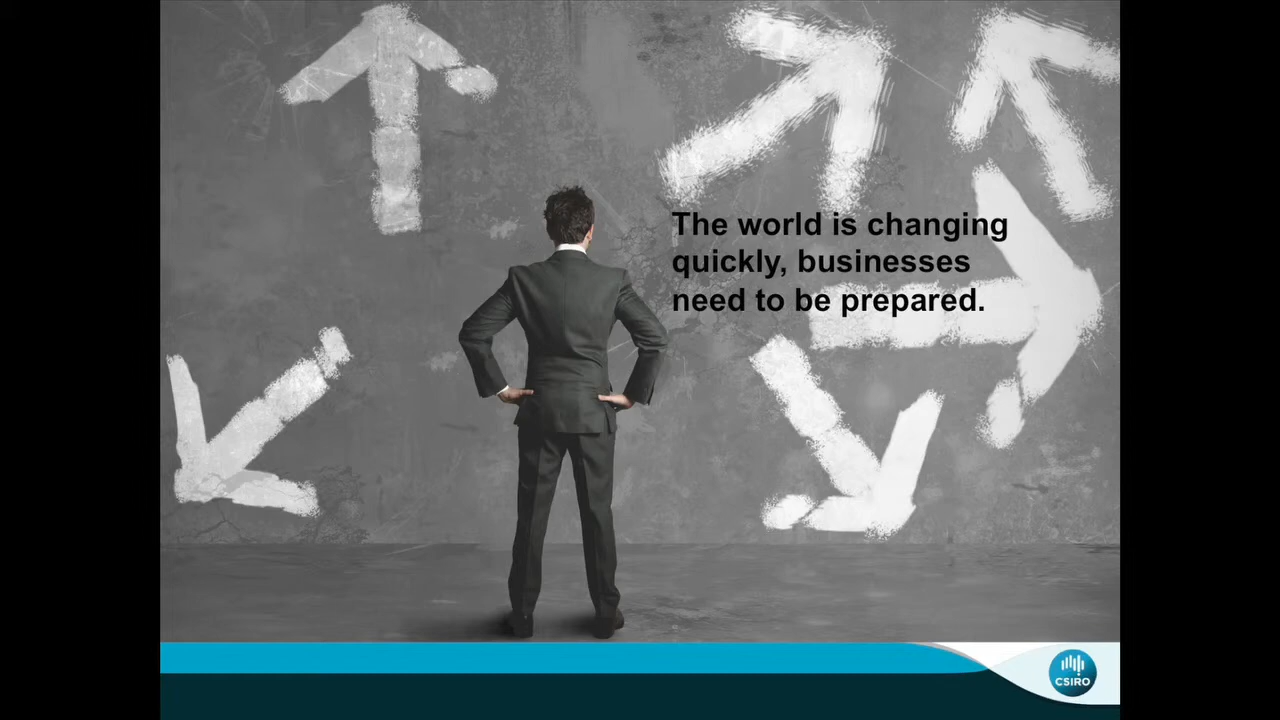 The world is changing
quickly, businesses
need to be prepared.
CSIRO